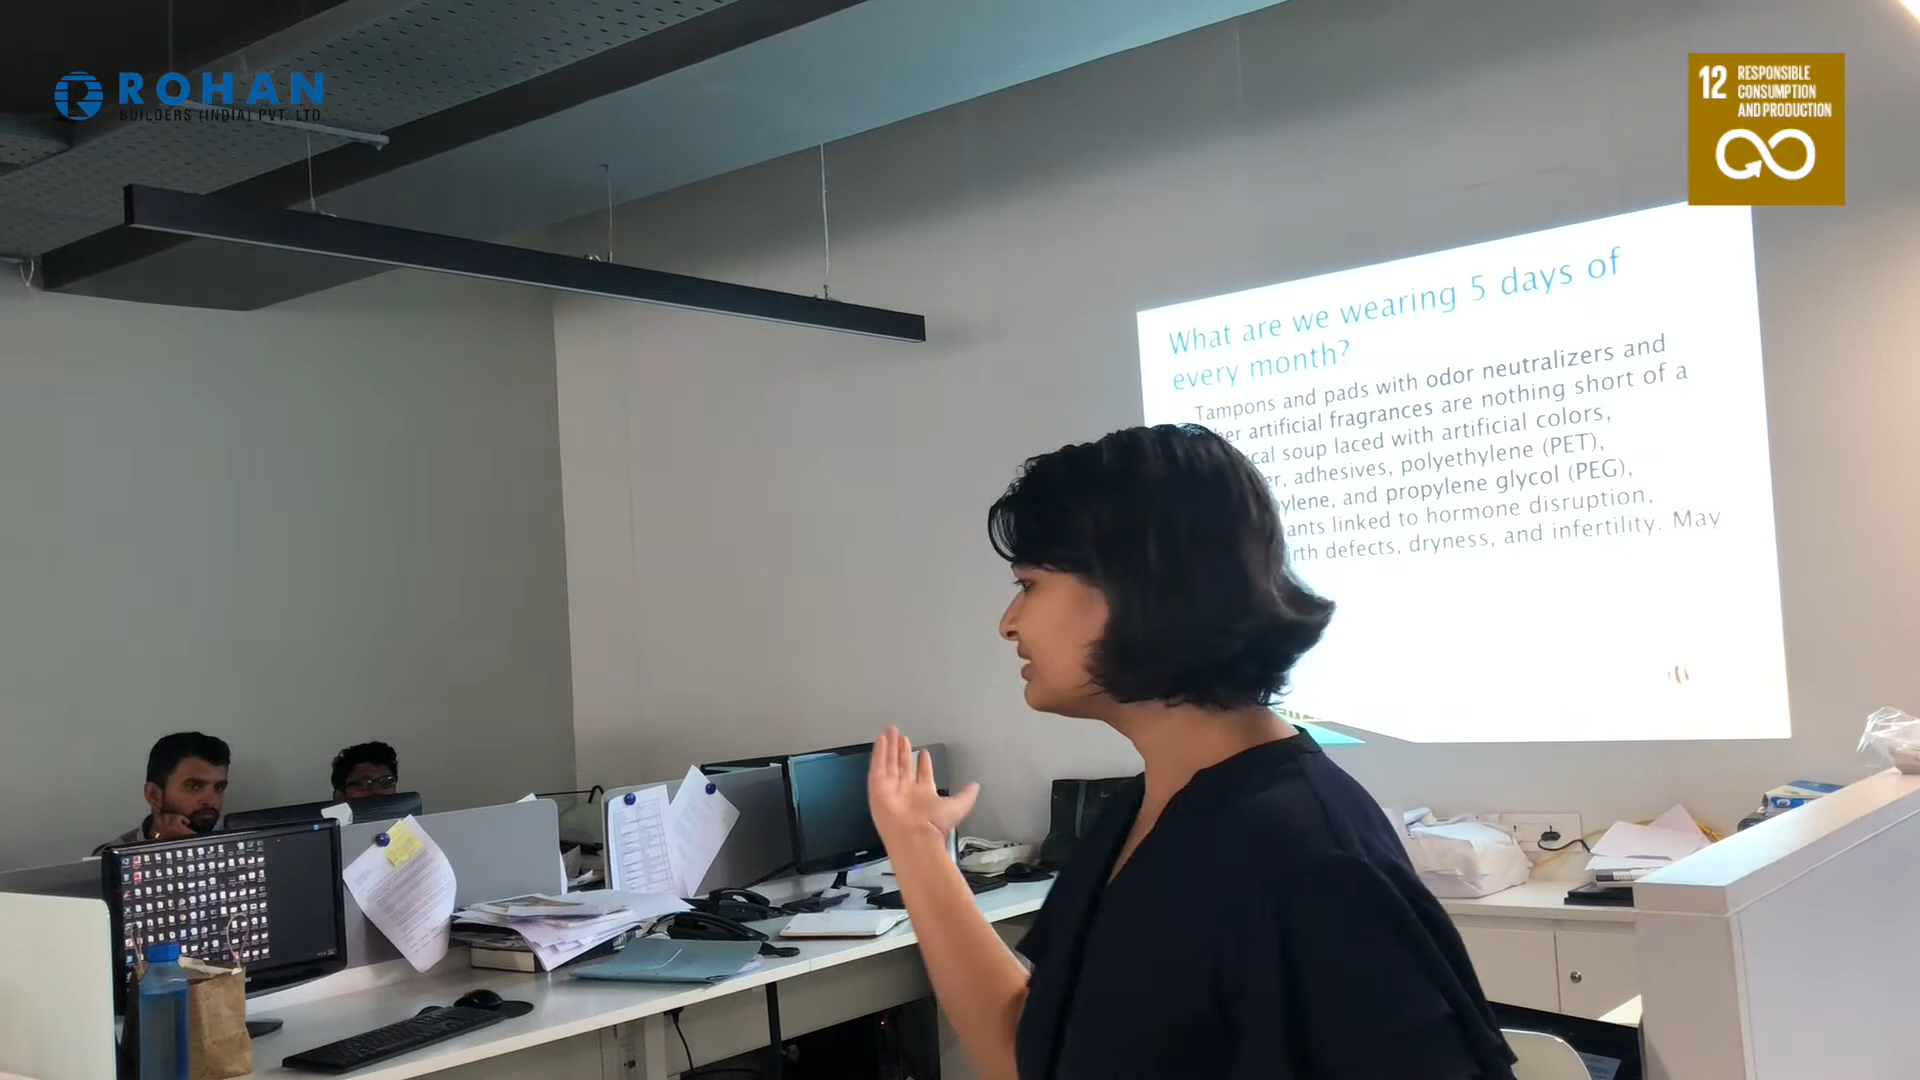 ROHAN
BUILDERS (INDIA) PVT. LTD
12 RESPONSIBLE
CONSUMPTION
AND PRODUCTION
What are we wearing 5 days of
every month?
Tampons and pads with odor neutralizers and
artificial fragrances are nothing short of a
soup laced with artificial colors,
adhesives, polyethylene (PET),
and propylene glycol (PEG),
linked to hormone disruption,
defects, dryness, and infertility. May